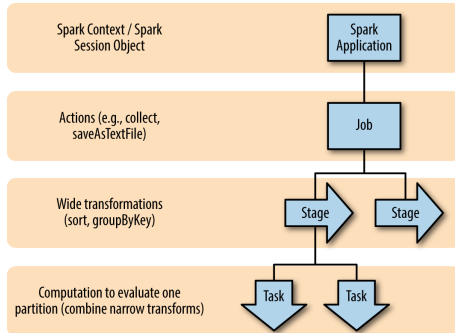 Spark Context / Spark
Session Object
Spark
Application
Actions (e.g., collect,
saveAsTextFile)
Job
Wide transformations
(sort, groupByKey)
Stage
Stage
Computation to evaluate one
partition (combine narrow transforms)
Task
Task